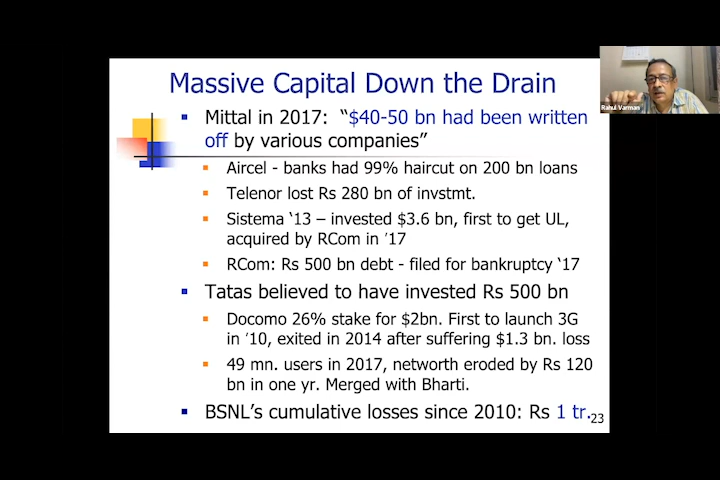 Massive Capital Down the Drain
Rahul Varman
▪ Mittal in 2017: “$40-50 bn had been written
off by various companies”
▪ Aircel - banks had 99% haircut on 200 bn loans
▪ Telenor lost Rs 280 bn of invstmt.
▪ Sistema ‘13 – invested $3.6 bn, first to get UL,
acquired by RCom in ’17
▪ RCom: Rs 500 bn debt - filed for bankruptcy ‘17
▪ Tatas believed to have invested Rs 500 bn
▪ Docomo 26% stake for $2bn. First to launch 3G
in ’10, exited in 2014 after suffering $1.3 bn. loss
▪ 49 mn. users in 2017, networth eroded by Rs 120
bn in one yr. Merged with Bharti.
▪ BSNL’s cumulative losses since 2010: Rs 1 tr.
23